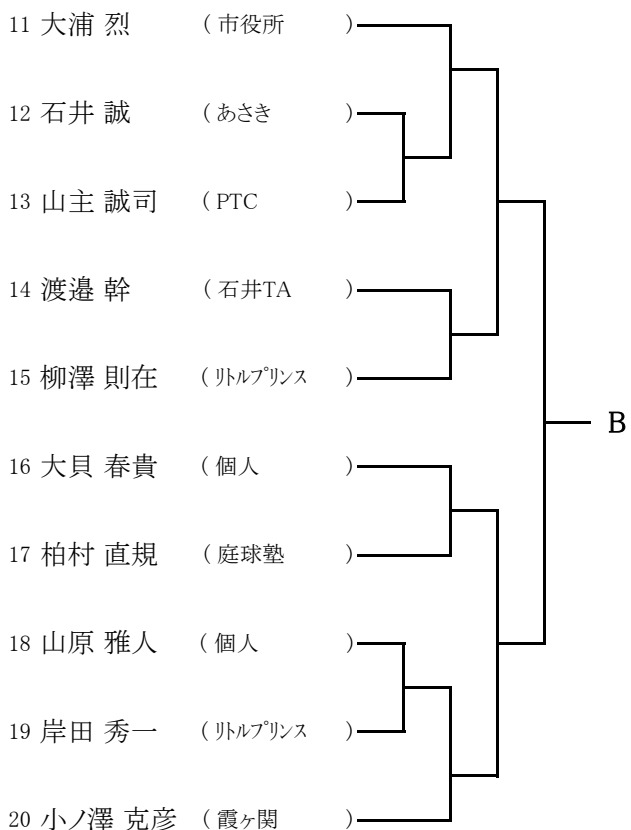 11 大浦 烈 ( 市役所 )
12 石井 誠 ( あさき )
13 山主 誠司 ( PTC )
14 渡邉 幹 ( 石井TA )
15 柳澤 則在 ( ﾘﾄﾙﾌﾟﾘﾝｽ )
B
16 大貝 春貴 ( 個人 )
17 柏村 直規 ( 庭球塾 )
18 山原 雅人 ( 個人 )
19 岸田 秀一 ( ﾘﾄﾙﾌﾟﾘﾝｽ )
20 小ノ澤 克彦 ( 霞ヶ関 )